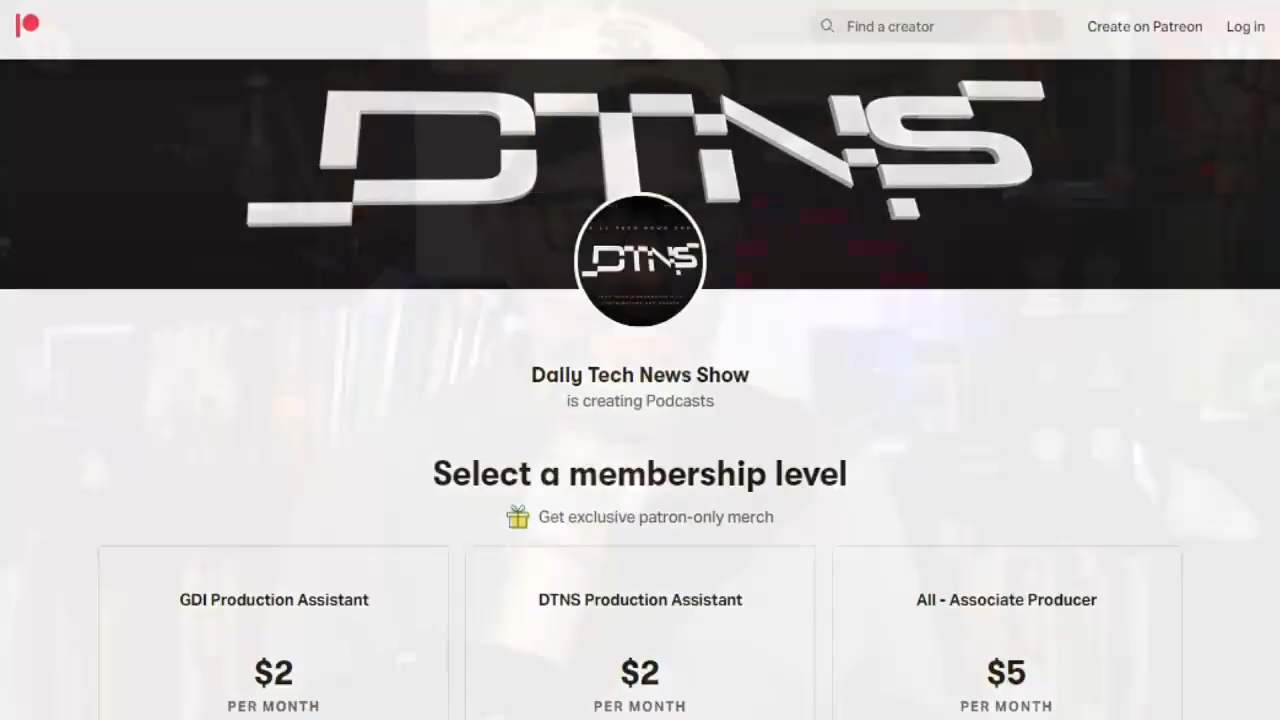 Find a creator
Create on Patreon
Log in
DTNS
DTNS
Daily Tech News Show
is creating Podcasts
Select a membership level
Get exclusive patron-only merch
GDI Production Assistant
DTNS Production Assistant
All - Associate Producer
$2
$2
$5
PER MONTH
PER MONTH
PER MONTH